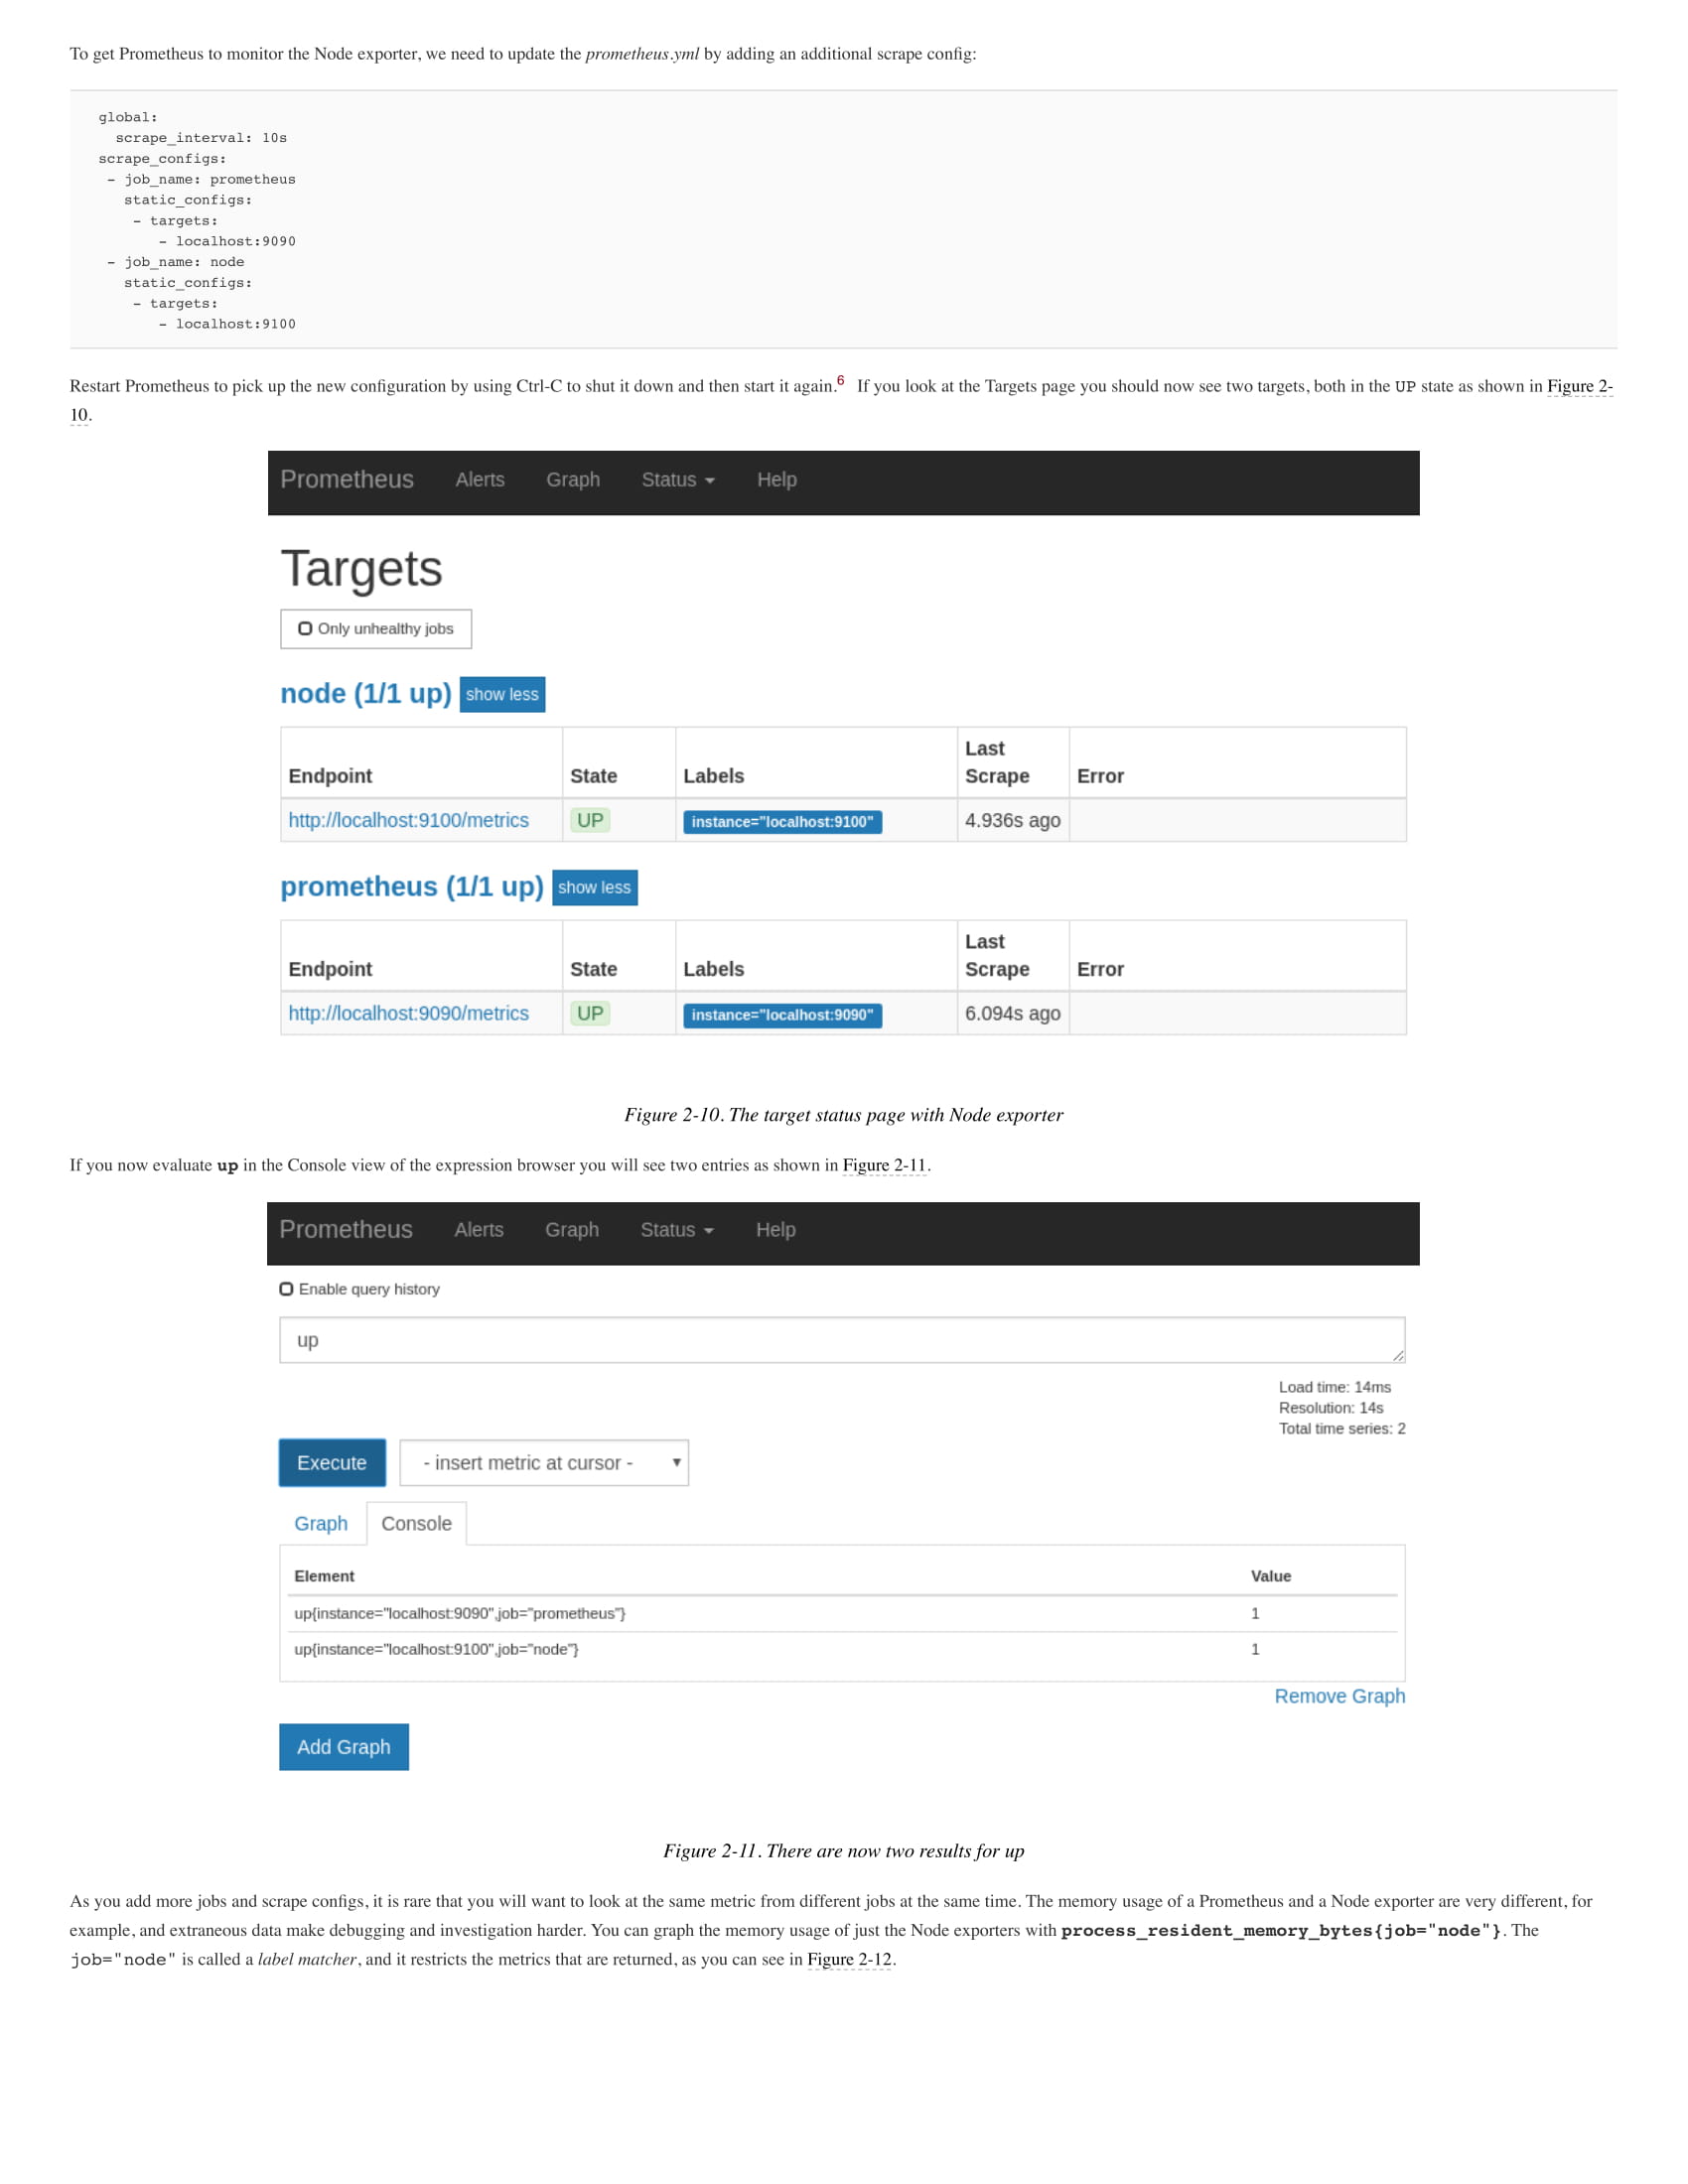 To get Prometheus to monitor the Node exporter, we need to update the prometheus.yml by adding an additional scrape config:
global:
  scrape_interval: 10s
scrape_configs:
 - job_name: prometheus
   static_configs:
    - targets:
       - localhost:9090
 - job_name: node
   static_configs:
    - targets:
       - localhost:9100
Restart Prometheus to pick up the new configuration by using Ctrl-C to shut it down and then start it again.6 If you look at the Targets page you should now see two targets, both in the UP state as shown in Figure 2-
10.
Prometheus Alerts Graph Status Help
Targets
Only unhealthy jobs
node (1/1 up) show less
Endpoint State Labels Last Scrape Error
http://localhost:9100/metrics UP instance="localhost:9100" 4.936s ago
prometheus (1/1 up) show less
Endpoint State Labels Last Scrape Error
http://localhost:9090/metrics UP instance="localhost:9090" 6.094s ago
Figure 2-10. The target status page with Node exporter
If you now evaluate up in the Console view of the expression browser you will see two entries as shown in Figure 2-11.
Prometheus Alerts Graph Status Help
Enable query history
up
Load time: 14ms
Resolution: 14s
Total time series: 2
Execute - insert metric at cursor -
Graph Console
Element Value
up{instance="localhost:9090",job="prometheus"} 1
up{instance="localhost:9100",job="node"} 1
Remove Graph
Add Graph
Figure 2-11. There are now two results for up
As you add more jobs and scrape configs, it is rare that you will want to look at the same metric from different jobs at the same time. The memory usage of a Prometheus and a Node exporter are very different, for
example, and extraneous data make debugging and investigation harder. You can graph the memory usage of just the Node exporters with process_resident_memory_bytes{job="node"}. The
job="node" is called a label matcher, and it restricts the metrics that are returned, as you can see in Figure 2-12.